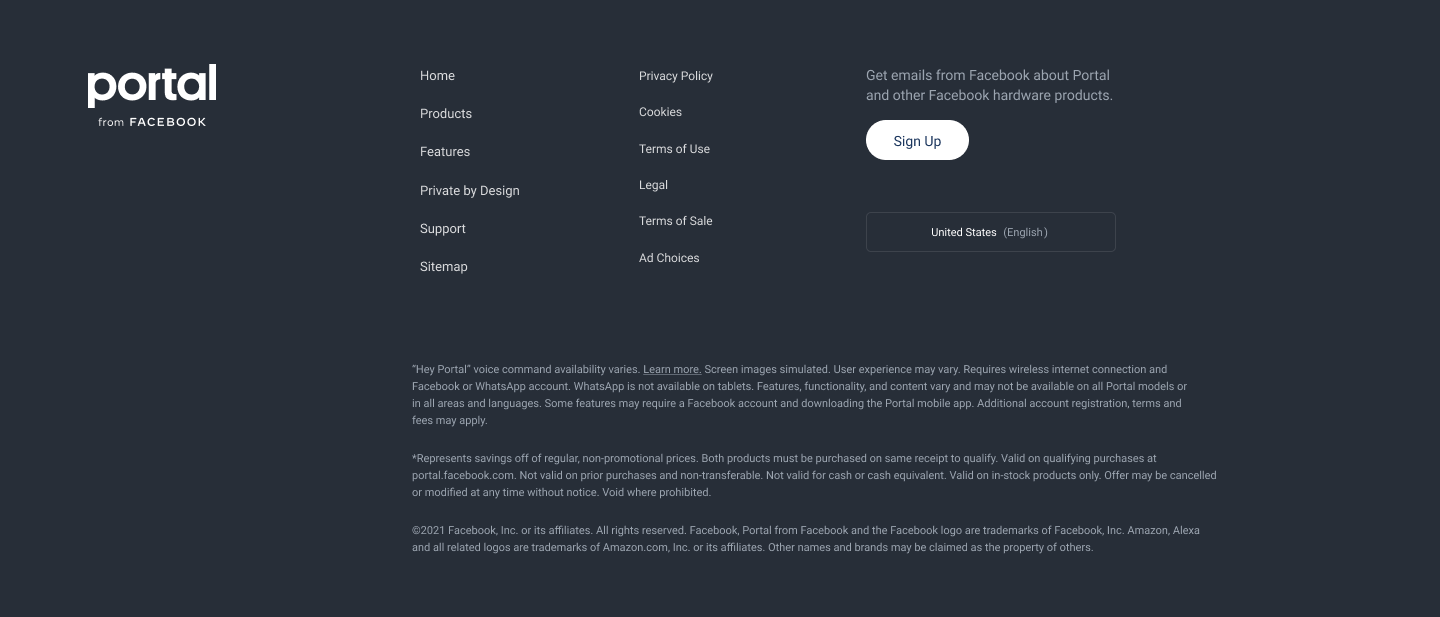 portal
from FACEBOOK
Home
Products
Features
Private by Design
Support
Sitemap
Privacy Policy
Cookies
Terms of Use
Legal
Terms of Sale
Ad Choices
Get emails from Facebook about Portal
and other Facebook hardware products.
Sign Up
United States (English)
“Hey Portal” voice command availability varies. Learn more. Screen images simulated. User experience may vary. Requires wireless internet connection and
Facebook or WhatsApp account. WhatsApp is not available on tablets. Features, functionality, and content vary and may not be available on all Portal models or
in all areas and languages. Some features may require a Facebook account and downloading the Portal mobile app. Additional account registration, terms and
fees may apply.
*Represents savings off of regular, non-promotional prices. Both products must be purchased on same receipt to qualify. Valid on qualifying purchases at
portal.facebook.com. Not valid on prior purchases and non-transferable. Not valid for cash or cash equivalent. Valid on in-stock products only. Offer may be cancelled
or modified at any time without notice. Void where prohibited.
©2021 Facebook, Inc. or its affiliates. All rights reserved. Facebook, Portal from Facebook and the Facebook logo are trademarks of Facebook, Inc. Amazon, Alexa
and all related logos are trademarks of Amazon.com, Inc. or its affiliates. Other names and brands may be claimed as the property of others.